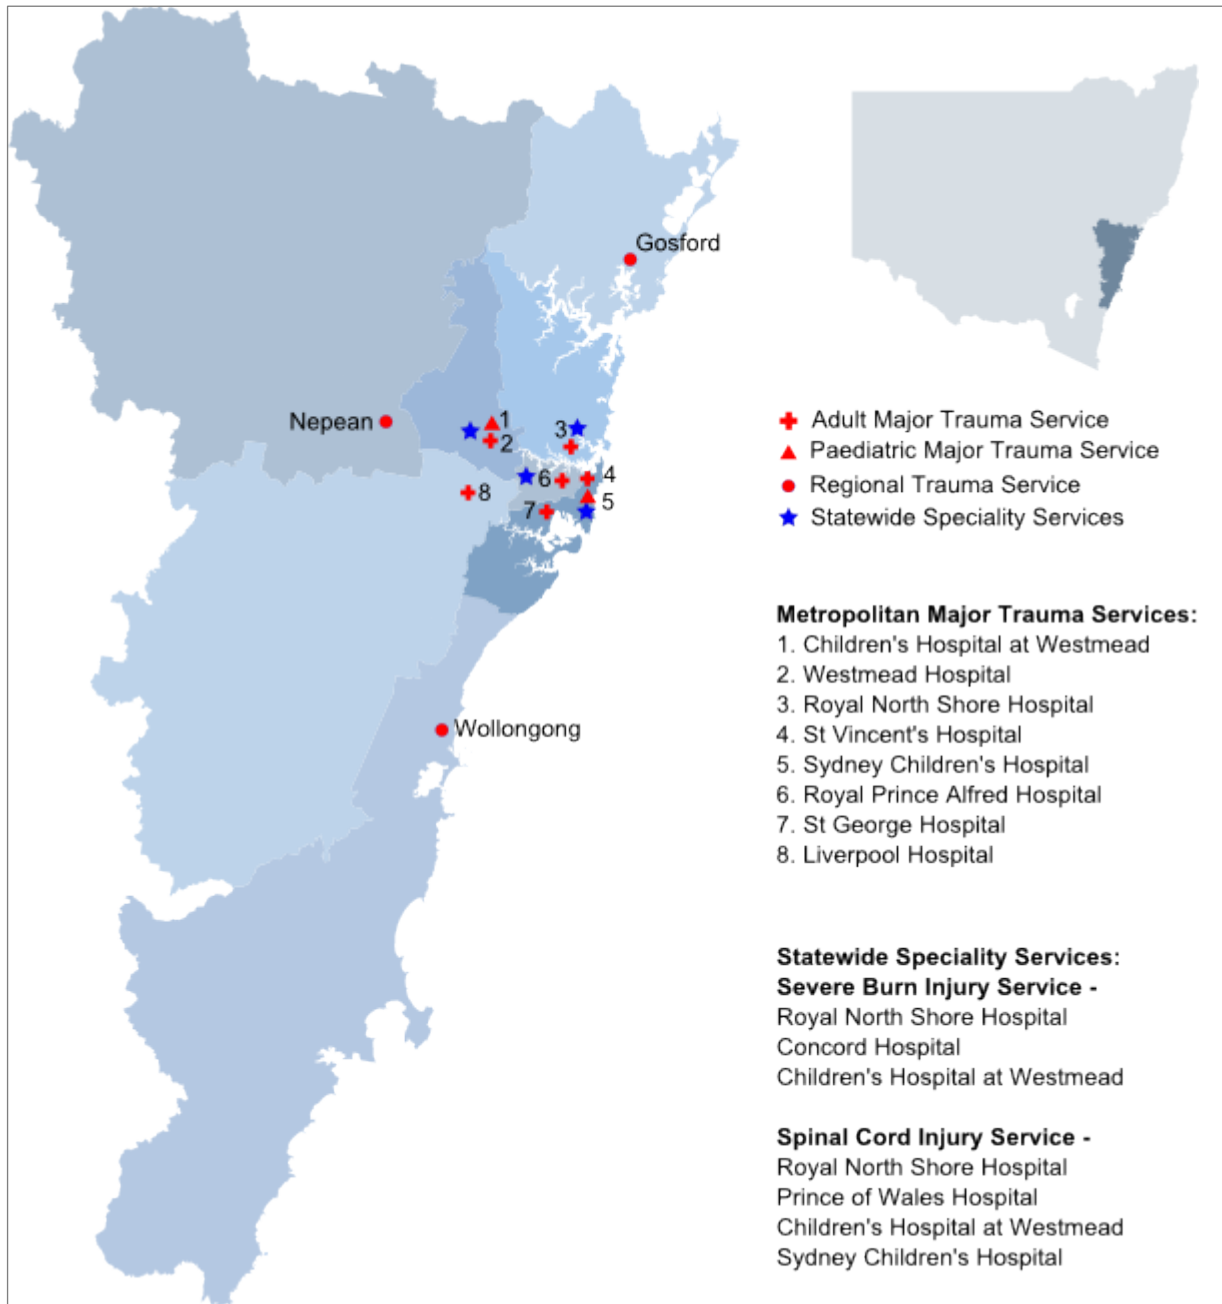 Gosford
Nepean
1
2
3
4
5
6
7
8
Wollongong
Adult Major Trauma Service
Paediatric Major Trauma Service
Regional Trauma Service
Statewide Speciality Services
Metropolitan Major Trauma Services:
1. Children's Hospital at Westmead
2. Westmead Hospital
3. Royal North Shore Hospital
4. St Vincent's Hospital
5. Sydney Children's Hospital
6. Royal Prince Alfred Hospital
7. St George Hospital
8. Liverpool Hospital
Statewide Speciality Services:
Severe Burn Injury Service -
Royal North Shore Hospital
Concord Hospital
Children's Hospital at Westmead
Spinal Cord Injury Service -
Royal North Shore Hospital
Prince of Wales Hospital
Children's Hospital at Westmead
Sydney Children's Hospital